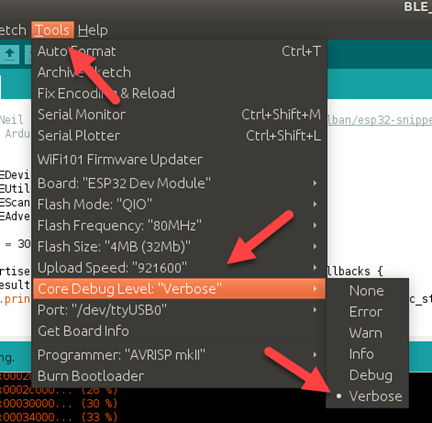 BLE_
etch Tools Help
Auto Format Ctrl+T
Archive Sketch
Fix Encoding & Reload
Serial Monitor Ctrl+Shift+M
Serial Plotter Ctrl+Shift+L
WiFi101 Firmware Updater
Board: "ESP32 Dev Module"
Flash Mode: "QIO"
Flash Frequency: "80MHz"
Flash Size: "4MB (32Mb)"
Upload Speed: "921600"
Core Debug Level: "Verbose"
Port: "/dev/ttyUSB0"
Get Board Info
Programmer: "AVRISP mkII"
Burn Bootloader
None
Error
Warn
Info
Debug
Verbose
Neil
lban/esp32-snippe
Ardu
EDevi
EUtil
EScan
EAdve
= 30
rtise
llbacks {
esult
.prin
c_st
ng.
x0002c000... (26 %)
x00030000... (30 %)
x00034000... (33 %)